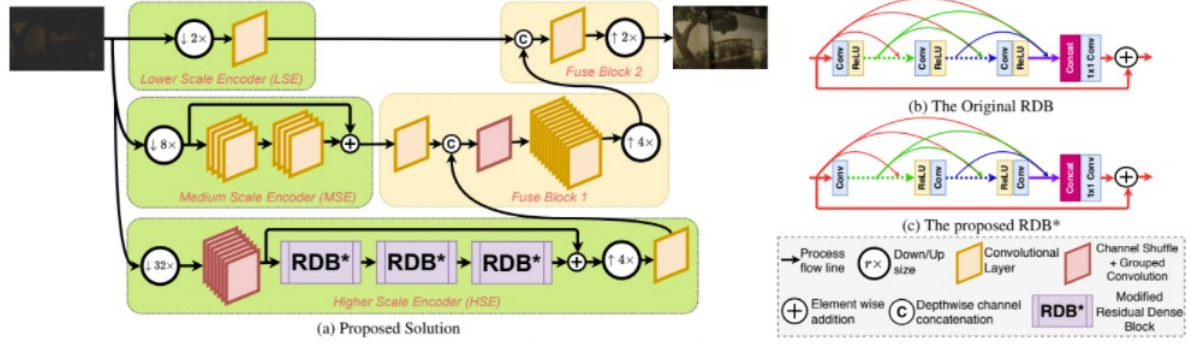 ↓ 2×
Lower Scale Encoder (LSE)
C
↑ 2×
Fuse Block 2
↓ 8×
+
Medium Scale Encoder (MSE)
C
↑ 4×
Fuse Block 1
↓ 32×
RDB*
RDB*
RDB*
+
↑ 4×
Higher Scale Encoder (HSE)
(a) Proposed Solution
Conv
ReLU
Conv
ReLU
Conv
ReLU
Concat
1x1 Conv
+
(b) The Original RDB
Conv
ReLU
Conv
ReLU
Conv
Concat
1x1 Conv
+
(c) The proposed RDB*
Process
flow line
r×
Down/Up
size
Convolutional
Layer
Channel Shuffle
+ Grouped
Convolution
+
Element wise
addition
C
Depthwise channel
concatenation
RDB*
Modified
Residual Dense
Block